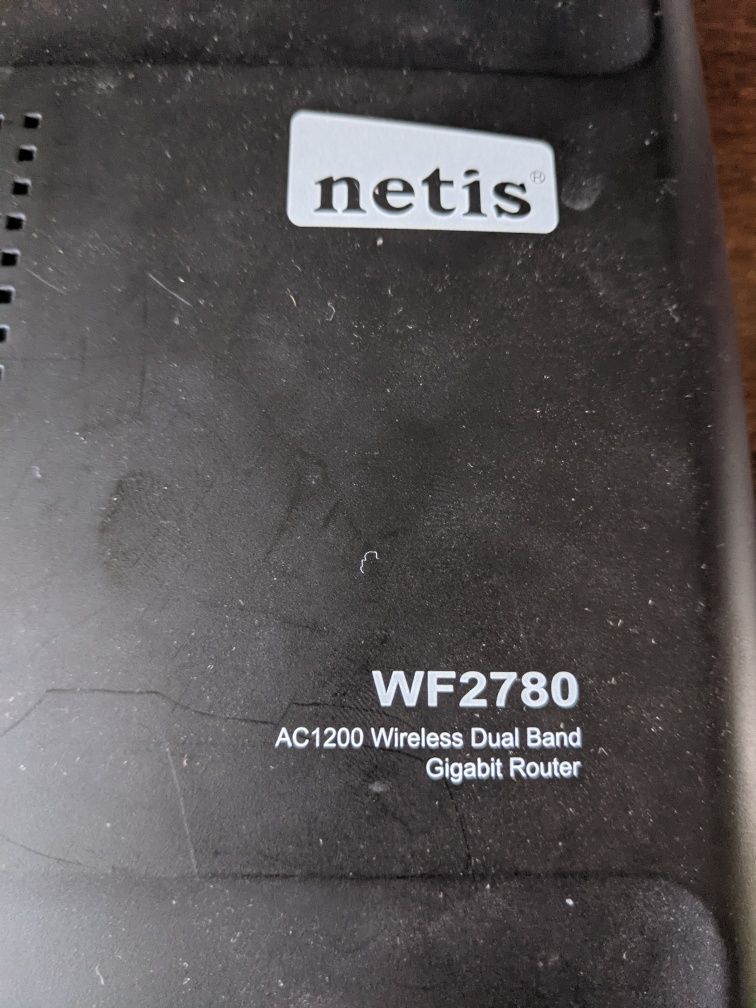 netis®
WF2780
AC1200 Wireless Dual Band
Gigabit Router